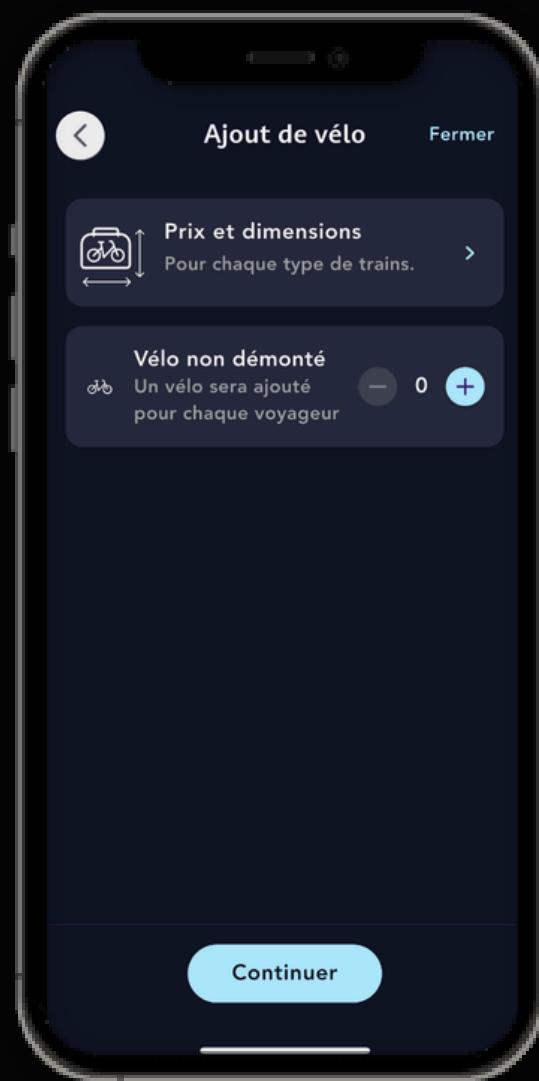 Ajout de vélo
Fermer
Prix et dimensions
Pour chaque type de trains.
Vélo non démonté
Un vélo sera ajouté
pour chaque voyageur
0
Continuer